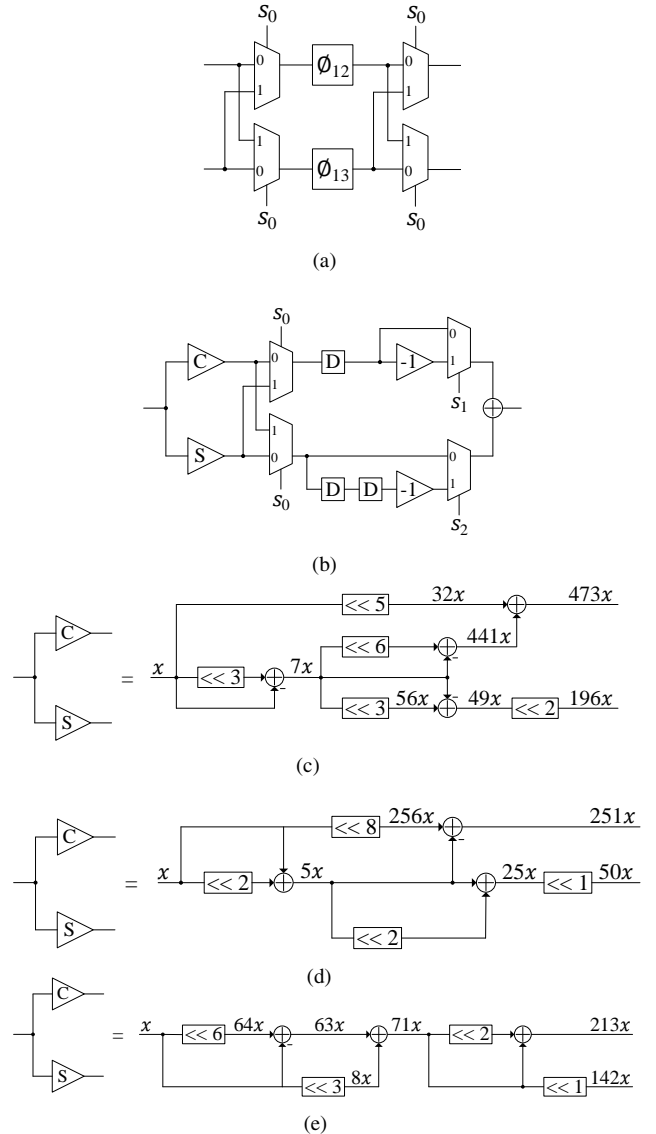 s0 s0
0 ϕ12 0
1 1
1 1
0 ϕ13 0
s0 s0
(a)
s0
C 0 D 0
1 -1 1
s1
1
S 0 0
D D -1 1
s0 s2
(b)
<< 5 32x 473x
C << 6 441x
= x << 3 7x -
- -
S << 3 56x 49x << 2 196x
(c)
<< 8 256x 251x
C -
= x << 2 5x 25x << 1 50x
S << 2
(d)
C
= x << 6 64x 63x 71x << 2 213x
-
S << 3 8x << 1 142x
(e)